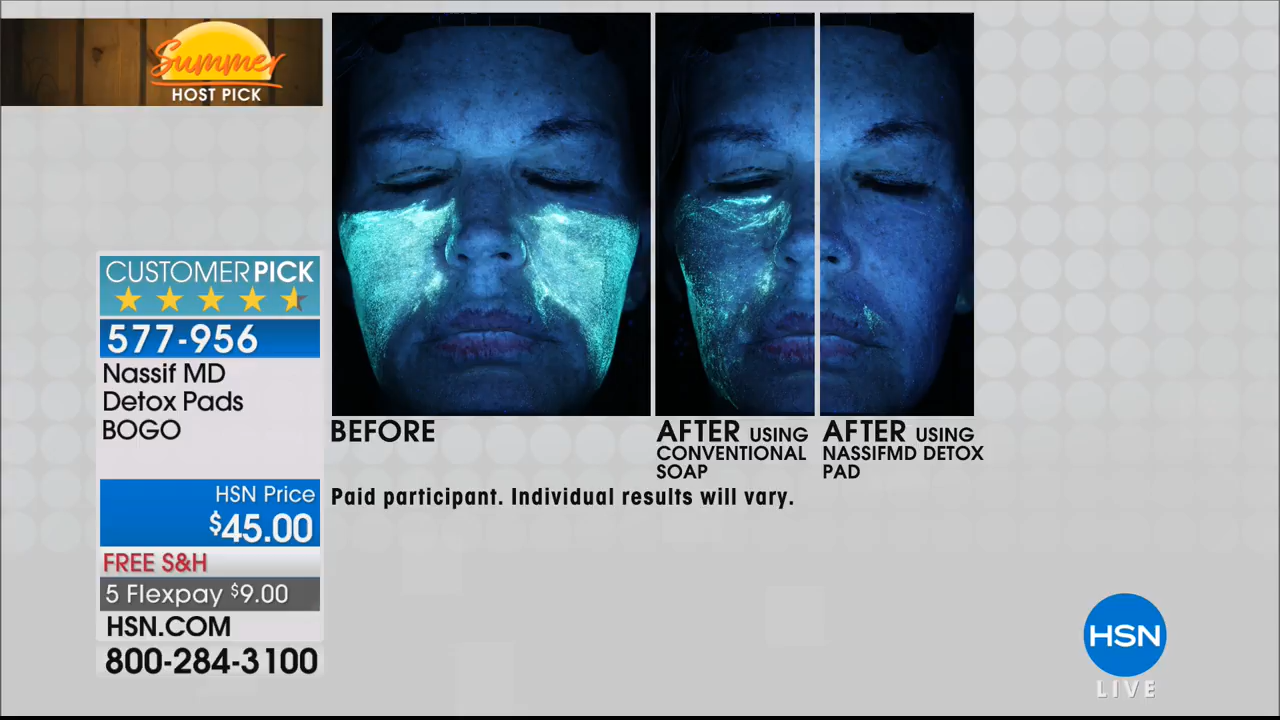 Summer
HOST PICK
CUSTOMER PICK
577-956
Nassif MD
Detox Pads
BOGO
HSN Price
$45.00
FREE S&H
5 Flexpay $9.00
HSN.COM
800-284-3100
BEFORE
AFTER USING
CONVENTIONAL
SOAP
AFTER USING
NASSIFMD DETOX
PAD
Paid participant. Individual results will vary.
HSN
LIVE